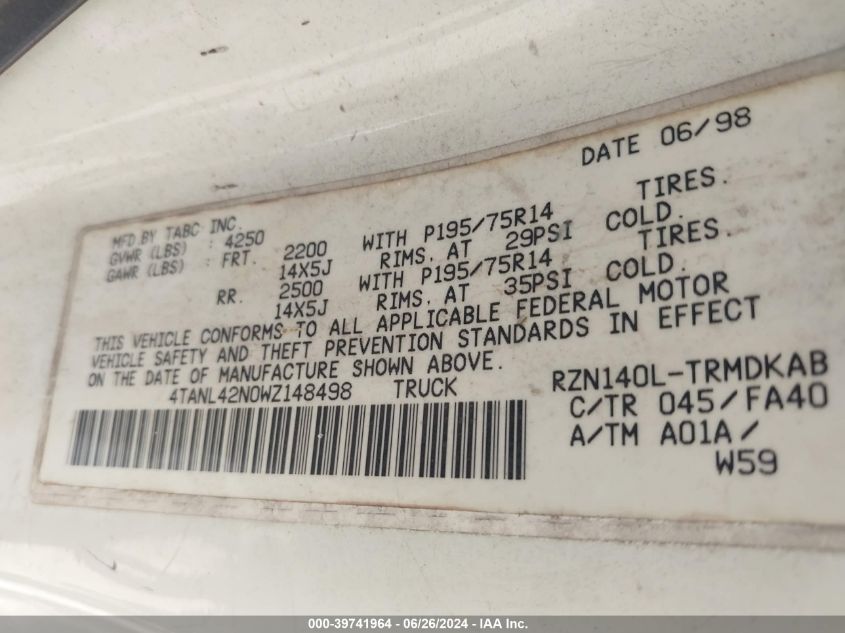 DATE 06/98
MFD.BY TABC INC.
GVWR (LBS) : 4250
GAWR (LBS) : FRT. 2200 WITH P195/75R14 TIRES.
14X5J RIMS, AT 29PSI COLD.
RR. 2500 WITH P195/75R14 TIRES.
14X5J RIMS, AT 35PSI COLD.
THIS VEHICLE CONFORMS TO ALL APPLICABLE FEDERAL MOTOR
VEHICLE SAFETY AND THEFT PREVENTION STANDARDS IN EFFECT
ON THE DATE OF MANUFACTURE SHOWN ABOVE.
4TANL42N0WZ148498 TRUCK
RZN140L-TRMDKAB
C/TR 045/FA40
A/TM A01A/
W59
000-39741964 - 06/26/2024 - IAA Inc.